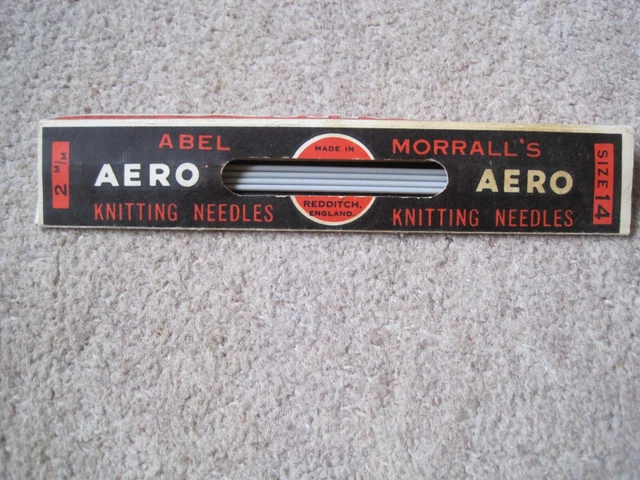 2 M/M
ABEL
AERO
KNITTING NEEDLES
MADE IN
REDDITCH,
ENGLAND.
MORRALL'S
AERO
KNITTING NEEDLES
SIZE 14